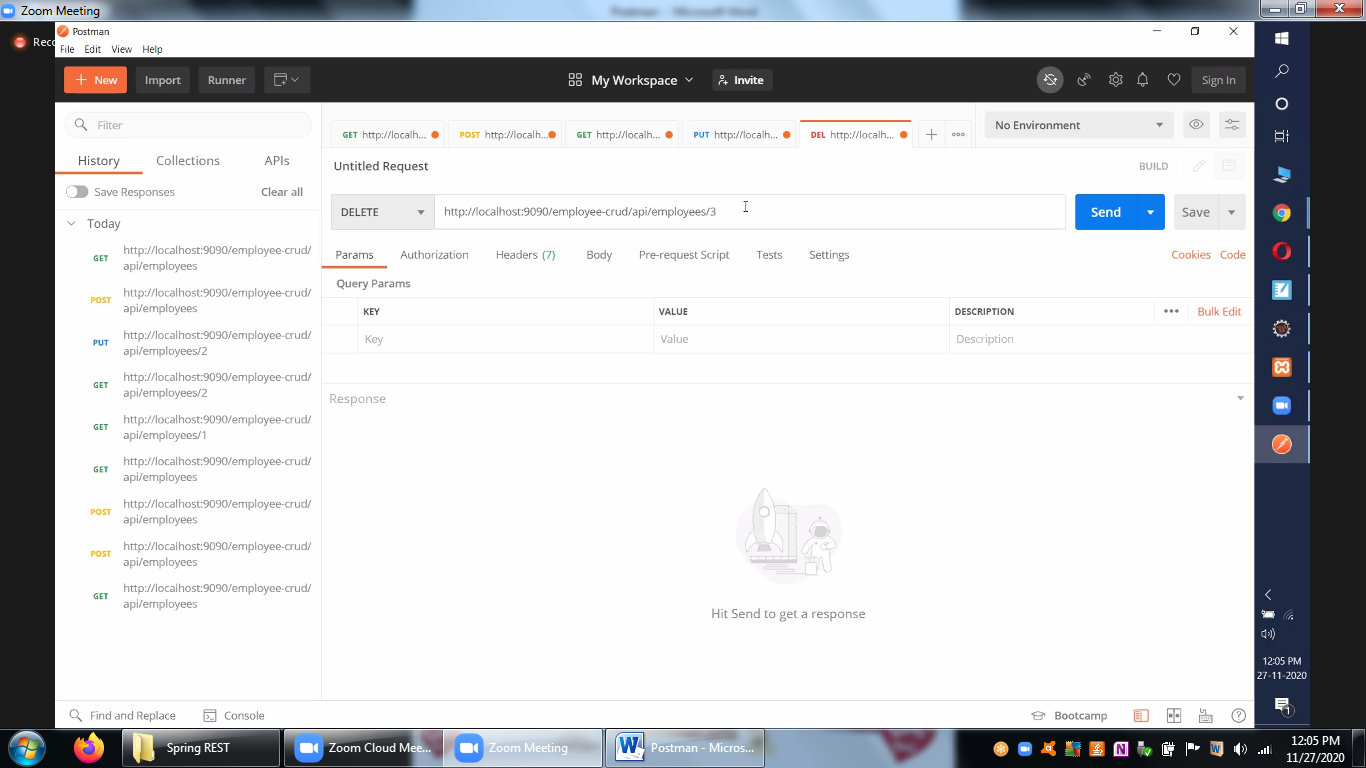 Zoom Meeting
Postman - Microsoft Word
Reco
Postman
File Edit View Help
New Import Runner My Workspace Invite Sign In
Filter
GET http://localh... POST http://localh... GET http://localh... PUT http://localh... DEL http://localh... No Environment
History Collections APIs
Untitled Request BUILD
Save Responses Clear all
DELETE http://localhost:9090/employee-crud/api/employees/3 Send Save
Today
GET http://localhost:9090/employee-crud/
api/employees
POST http://localhost:9090/employee-crud/
api/employees
PUT http://localhost:9090/employee-crud/
api/employees/2
GET http://localhost:9090/employee-crud/
api/employees/2
GET http://localhost:9090/employee-crud/
api/employees/1
GET http://localhost:9090/employee-crud/
api/employees
POST http://localhost:9090/employee-crud/
api/employees
POST http://localhost:9090/employee-crud/
api/employees
GET http://localhost:9090/employee-crud/
api/employees
Params Authorization Headers (7) Body Pre-request Script Tests Settings Cookies Code
Query Params
KEY VALUE DESCRIPTION Bulk Edit
Key Value Description
Response
Hit Send to get a response
12:05 PM
27-11-2020
1
Find and Replace Console Bootcamp
Spring REST Zoom Cloud Mee... Zoom Meeting Postman - Micros...
12:05 PM
11/27/2020